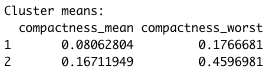 Cluster means:
compactness_mean compactness_worst
1 0.08062804 0.1766681
2 0.16711949 0.4596981